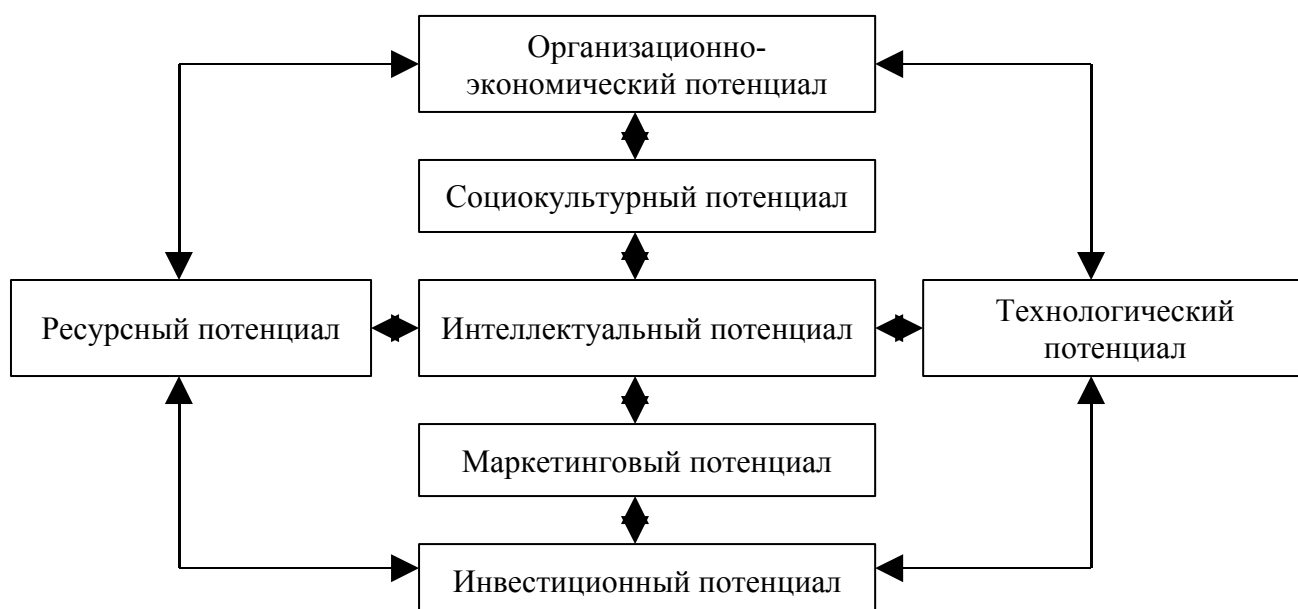 Организационно-
экономический потенциал
Социокультурный потенциал
Ресурсный потенциал
Интеллектуальный потенциал
Технологический
потенциал
Маркетинговый потенциал
Инвестиционный потенциал